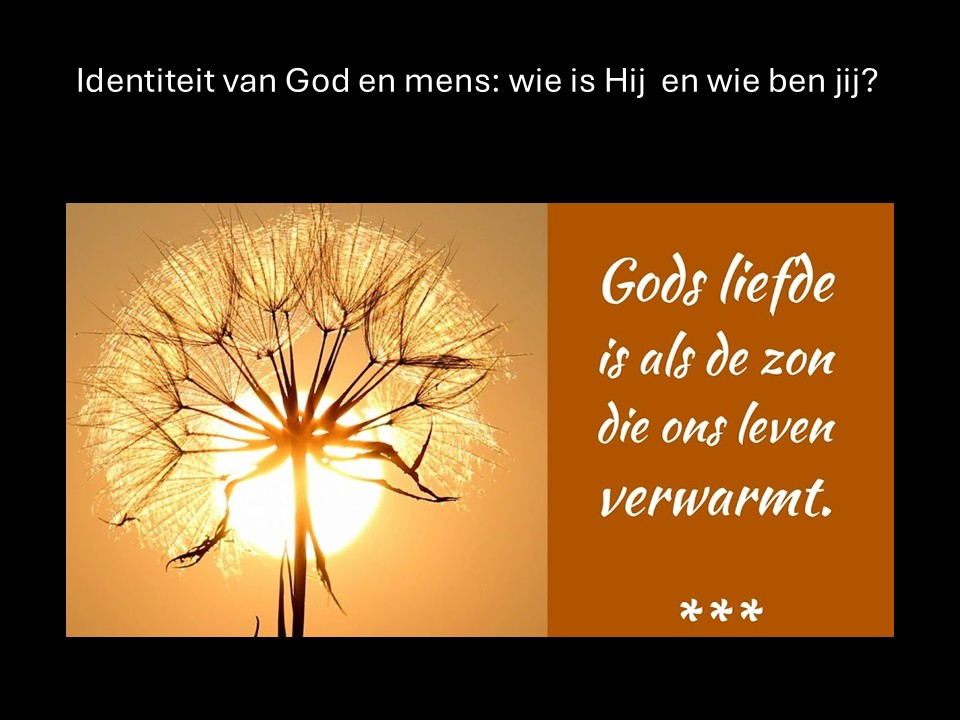 Identiteit van God en mens: wie is Hij  en wie ben jij?
Gods liefde
is als de zon
die ons leven
verwarmt.
***